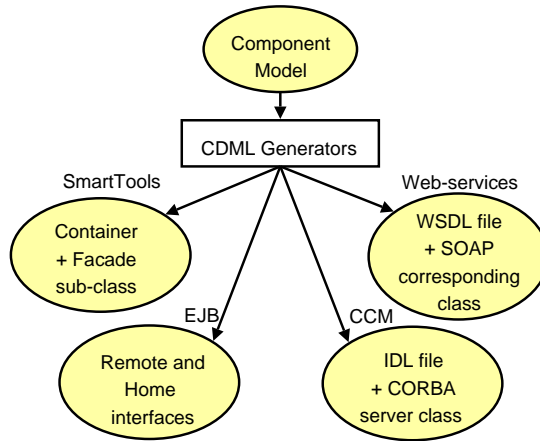 Component
Model
CDML Generators
SmartTools
Web-services
Container
+ Facade
sub-class
WSDL file
+ SOAP
corresponding
class
EJB
CCM
Remote and
Home
interfaces
IDL file
+ CORBA
server class